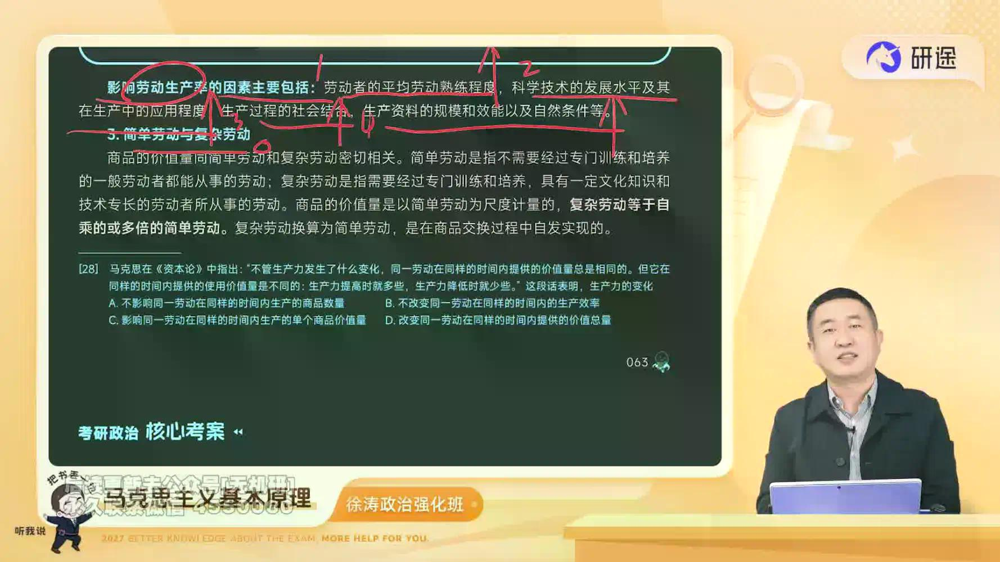 研途
影响劳动生产率的因素主要包括：劳动者的平均劳动熟练程度，科学技术的发展水平及其
在生产中的应用程度，生产过程的社会结合，生产资料的规模和效能以及自然条件等。
1
2
3
4
3. 简单劳动与复杂劳动
商品的价值量同简单劳动和复杂劳动密切相关。简单劳动是指不需要经过专门训练和培养
的一般劳动者都能从事的劳动；复杂劳动是指需要经过专门训练和培养，具有一定文化知识和
技术专长的劳动者所从事的劳动。商品的价值量是以简单劳动为尺度计量的，复杂劳动等于自
乘的或多倍的简单劳动。复杂劳动换算为简单劳动，是在商品交换过程中自发实现的。
[28] 马克思在《资本论》中指出：“不管生产力发生了什么变化，同一劳动在同样的时间内提供的价值量总是相同的。但它在
同样的时间内提供的使用价值量是不同的：生产力提高时就多些，生产力降低时就少些。”这段话表明，生产力的变化
A. 不影响同一劳动在同样的时间内生产的商品数量 B. 不改变同一劳动在同样的时间内的生产效率
C. 影响同一劳动在同样的时间内生产的单个商品价值量 D. 改变同一劳动在同样的时间内提供的价值总量
063
考研政治 核心考案
马克思主义基本原理
徐涛政治强化班
听我说
2027 BETTER KNOWLEDGE ABOUT THE EXAM, MORE HELP FOR YOU.